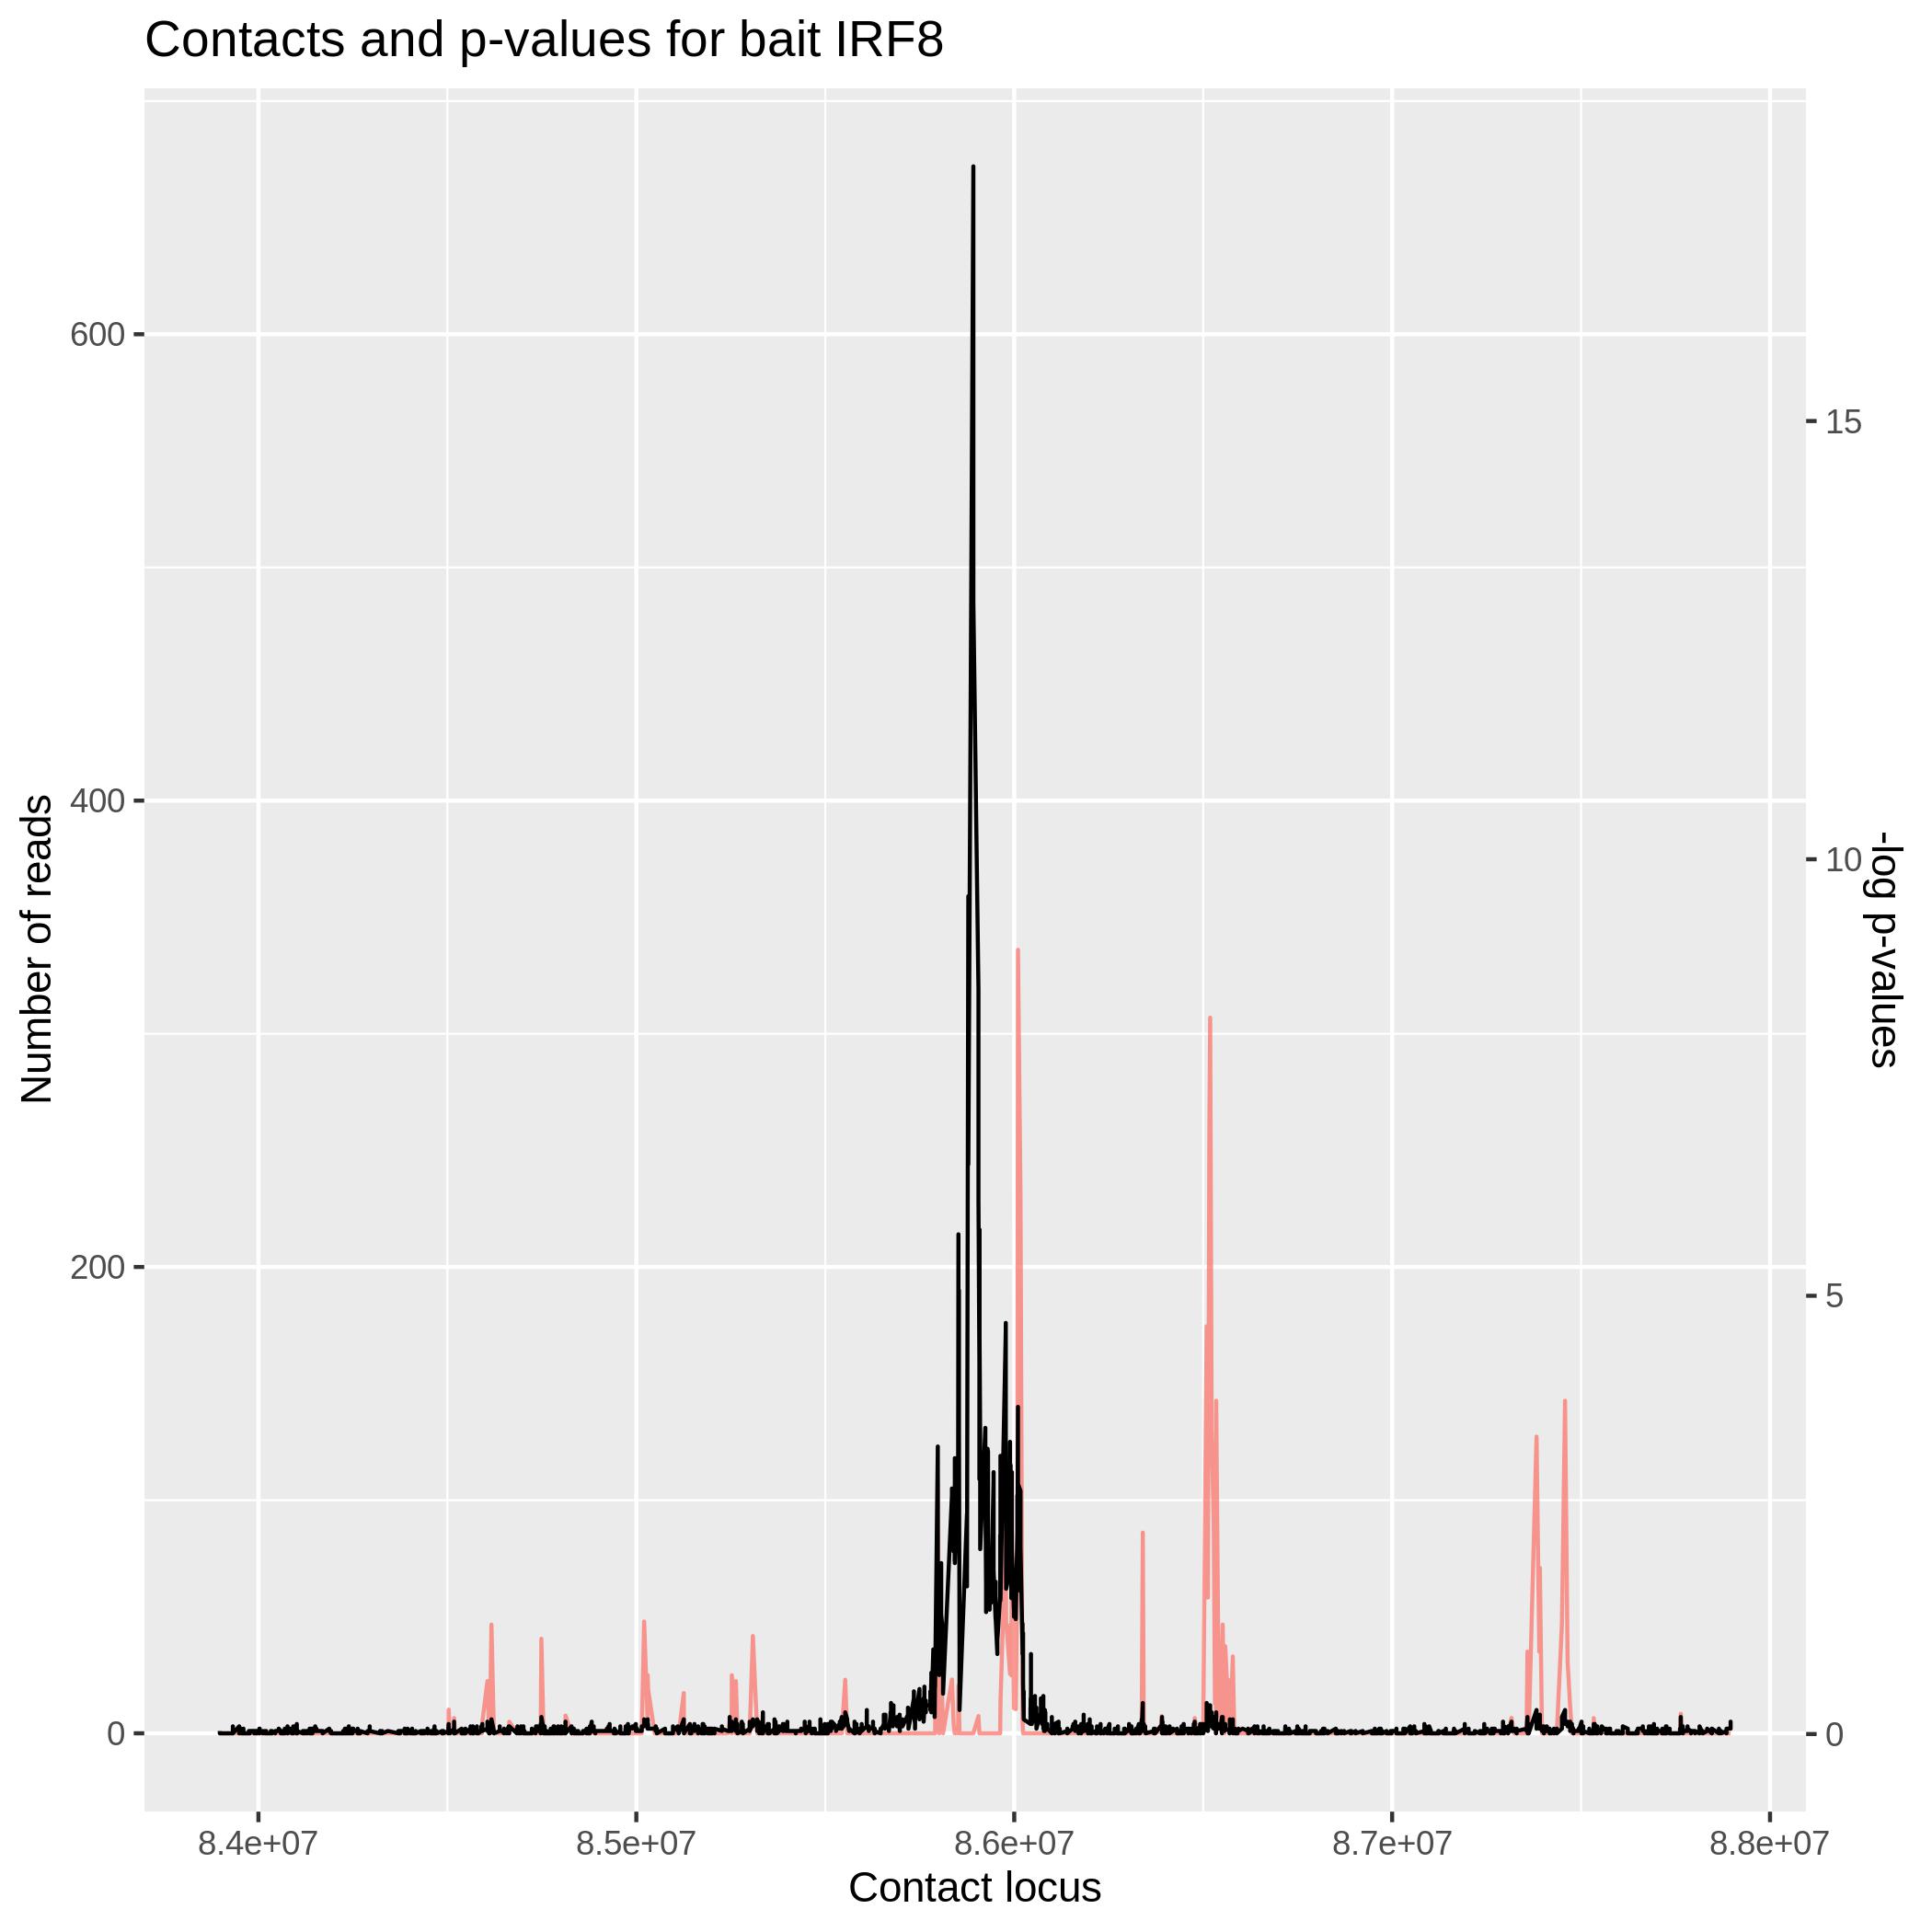 Contacts and p-values for bait IRF8
Number of reads
600
400
200
0
15
10
5
0
-log p-values
8.4e+07
8.5e+07
8.6e+07
8.7e+07
8.8e+07
Contact locus